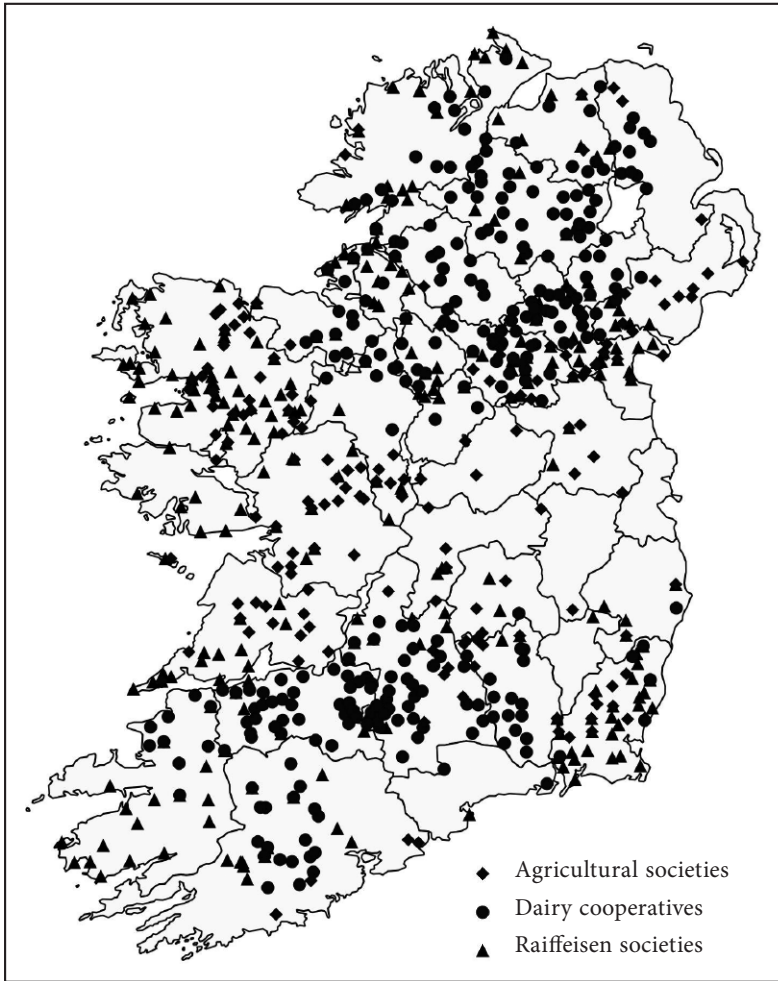 Agricultural societies
Dairy cooperatives
Raiffeisen societies